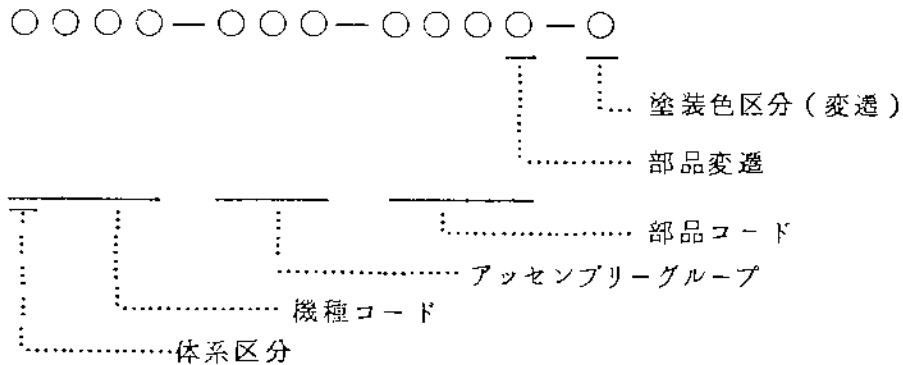 ○○○○-○○○-○○○○-○
塗装色区分(変遷)
部品変遷
部品コード
アッセンブリーグループ
機種コード
体系区分